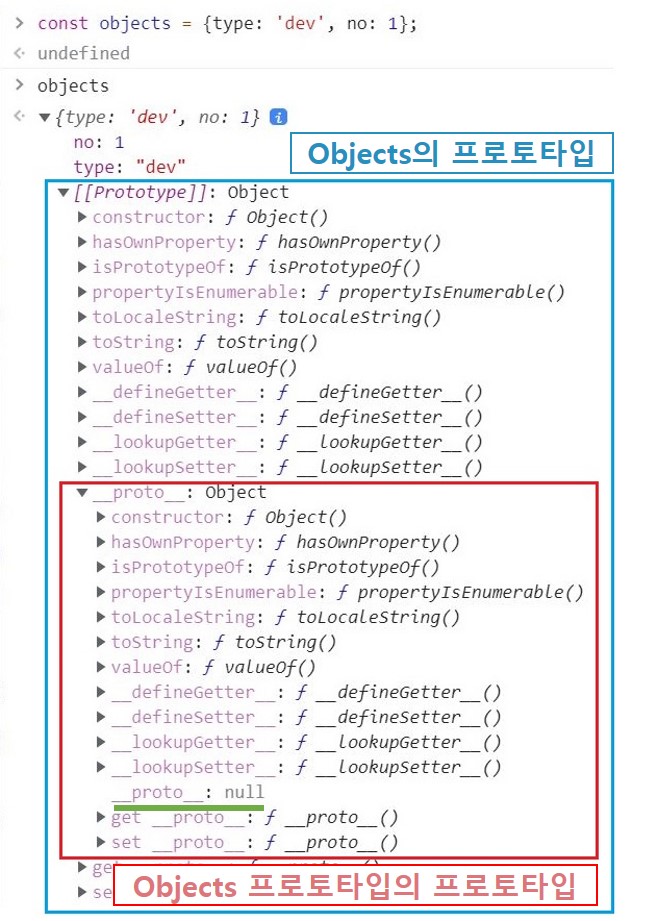 > const objects = {type: 'dev', no: 1};
undefined
> objects
{type: 'dev', no: 1} i
no: 1
Objects의 프로토타입
type: "dev"
[[Prototype]]: Object
constructor: ƒ Object()
hasOwnProperty: ƒ hasOwnProperty()
isPrototypeOf: ƒ isPrototypeOf()
propertyIsEnumerable: ƒ propertyIsEnumerable()
toLocaleString: ƒ toLocaleString()
toString: ƒ toString()
valueOf: ƒ valueOf()
__defineGetter__: ƒ __defineGetter__()
__defineSetter__: ƒ __defineSetter__()
__lookupGetter__: ƒ __lookupGetter__()
__lookupSetter__: ƒ __lookupSetter__()
__proto__: Object
constructor: ƒ Object()
hasOwnProperty: ƒ hasOwnProperty()
isPrototypeOf: ƒ isPrototypeOf()
propertyIsEnumerable: ƒ propertyIsEnumerable()
toLocaleString: ƒ toLocaleString()
toString: ƒ toString()
valueOf: ƒ valueOf()
__defineGetter__: ƒ __defineGetter__()
__defineSetter__: ƒ __defineSetter__()
__lookupGetter__: ƒ __lookupGetter__()
__lookupSetter__: ƒ __lookupSetter__()
__proto__: null
get __proto__: ƒ __proto__()
set __proto__: ƒ __proto__()
Objects 프로토타입의 프로토타입